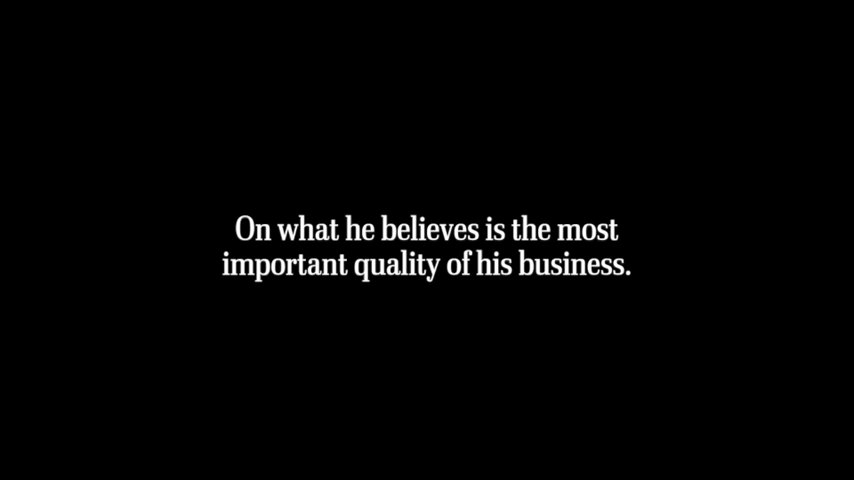 On what he believes is the most
important quality of his business.